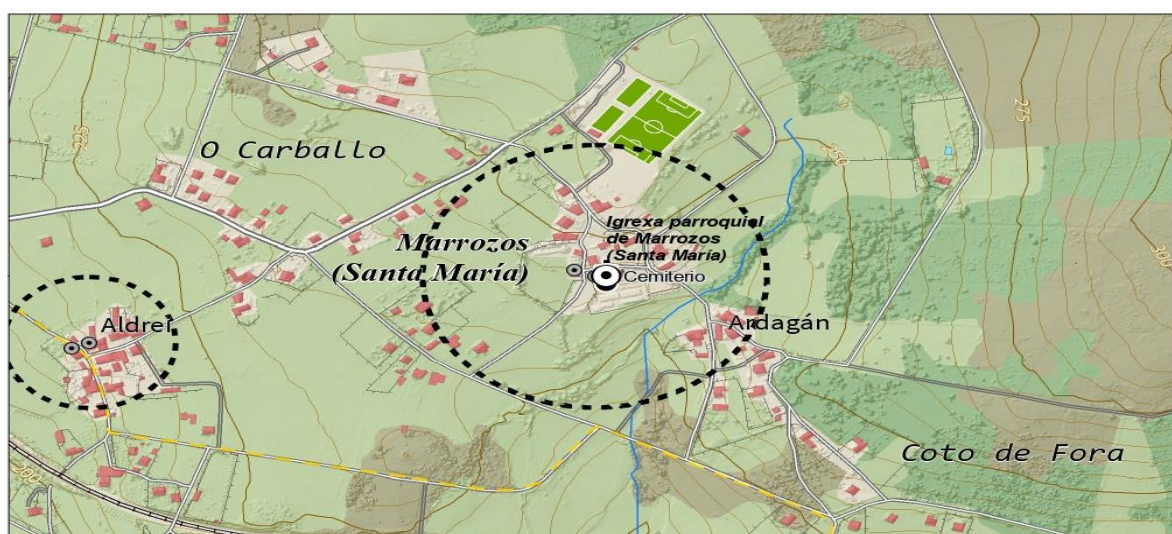 O Carballo
225
275
250
300
Igrexa parroquial
de Marrozos
(Santa María)
Marrozos
(Santa María)
Cemiterio
Aldrei
Ardagán
Coto de Fora
200